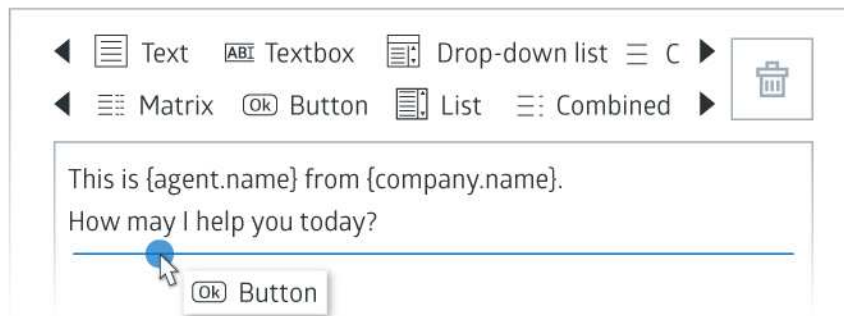 Text ABI Textbox Drop-down list C
Matrix Ok Button List Combined
This is {agent.name} from {company.name}.
How may I help you today?
Ok Button